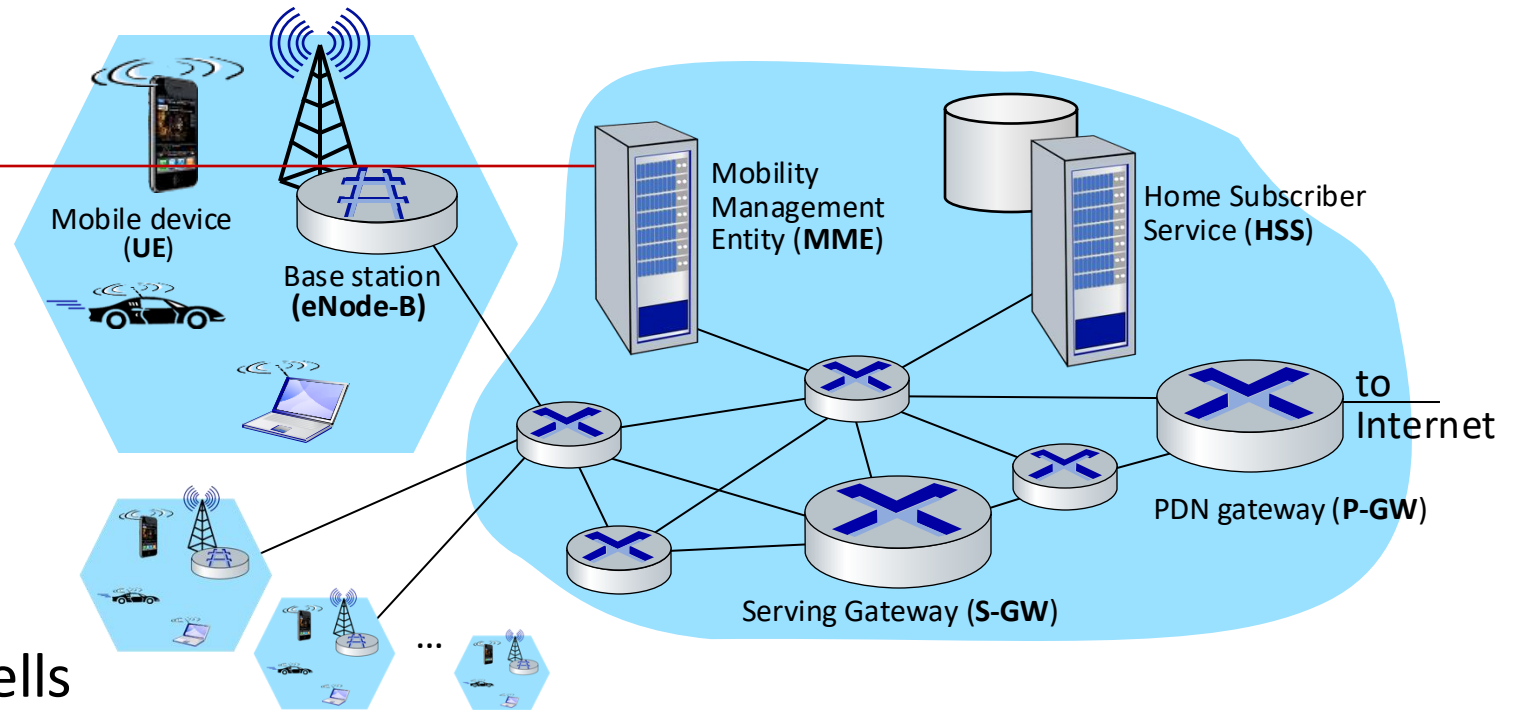 Mobile device
(UE)
Base station
(eNode-B)
Mobility
Management
Entity (MME)
Home Subscriber
Service (HSS)
to
Internet
PDN gateway (P-GW)
Serving Gateway (S-GW)
...
ells